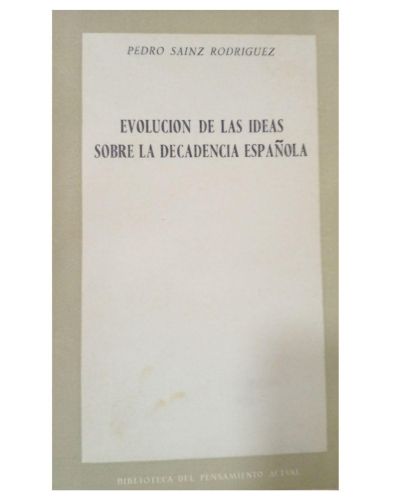 PEDRO SAINZ RODRIGUEZ
EVOLUCION DE LAS IDEAS
SOBRE LA DECADENCIA ESPAÑOLA
BIBLIOTECA DEL PENSAMIENTO ACTUAL